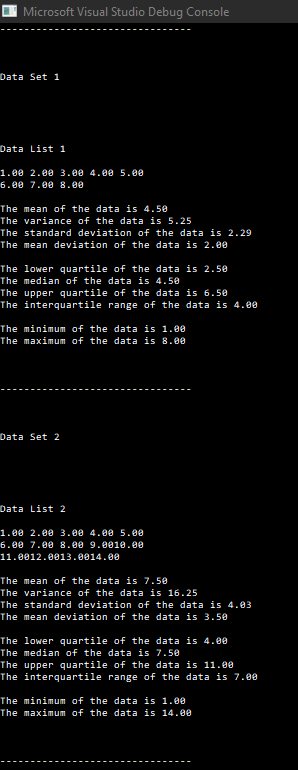 Microsoft Visual Studio Debug Console
--------------------------------
Data Set 1
Data List 1
1.00 2.00 3.00 4.00 5.00
6.00 7.00 8.00
The mean of the data is 4.50
The variance of the data is 5.25
The standard deviation of the data is 2.29
The mean deviation of the data is 2.00
The lower quartile of the data is 2.50
The median of the data is 4.50
The upper quartile of the data is 6.50
The interquartile range of the data is 4.00
The minimum of the data is 1.00
The maximum of the data is 8.00
--------------------------------
Data Set 2
Data List 2
1.00 2.00 3.00 4.00 5.00
6.00 7.00 8.00 9.0010.00
11.0012.0013.0014.00
The mean of the data is 7.50
The variance of the data is 16.25
The standard deviation of the data is 4.03
The mean deviation of the data is 3.50
The lower quartile of the data is 4.00
The median of the data is 7.50
The upper quartile of the data is 11.00
The interquartile range of the data is 7.00
The minimum of the data is 1.00
The maximum of the data is 14.00
--------------------------------